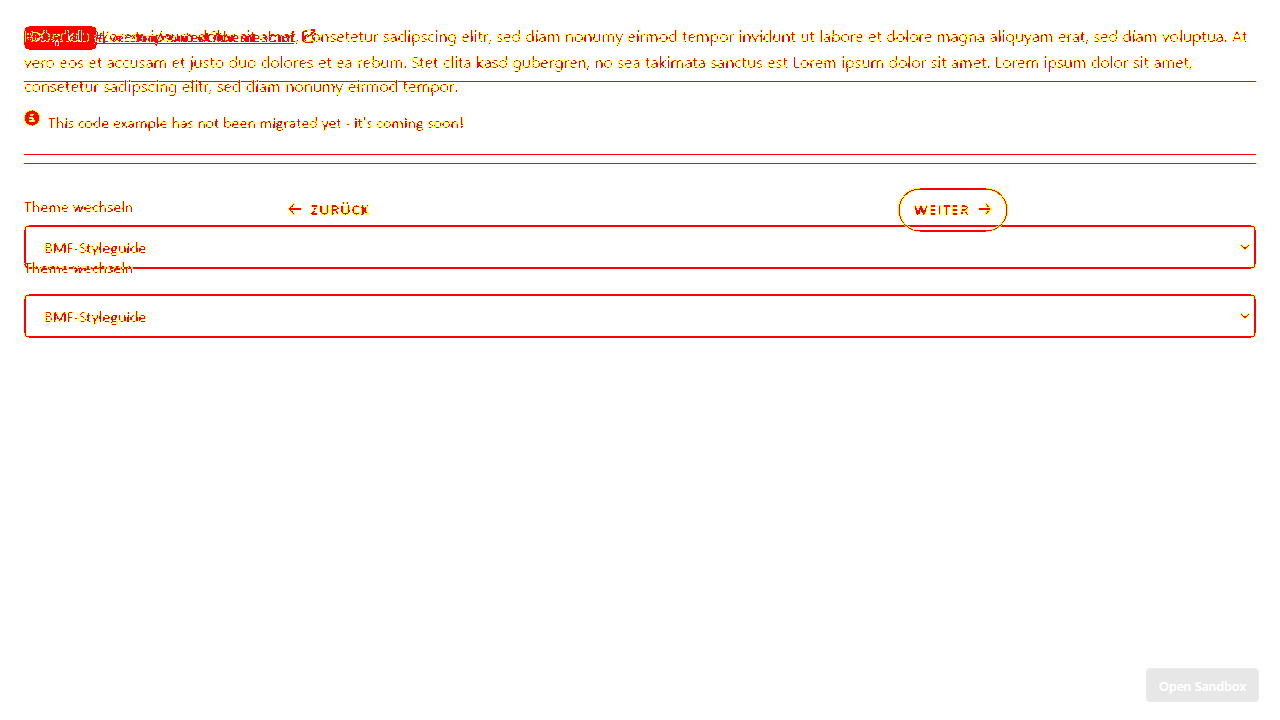 consetetur sadipscing elitr, sed diam nonumy eirmod tempor invidunt ut labore et dolore magna aliquyam erat, sed diam voluptua. At
vero eos et accusam et justo duo dolores et ea rebum. Stet clita kasd gubergren, no sea takimata sanctus est Lorem ipsum dolor sit amet. Lorem ipsum dolor sit amet,
consetetur sadipscing elitr, sed diam nonumy eirmod tempor.
This code example has not been migrated yet - it's coming soon!
Theme wechseln
ZURÜCK
WEITER
BMF-Styleguide
Theme wechseln
BMF-Styleguide
Open Sandbox